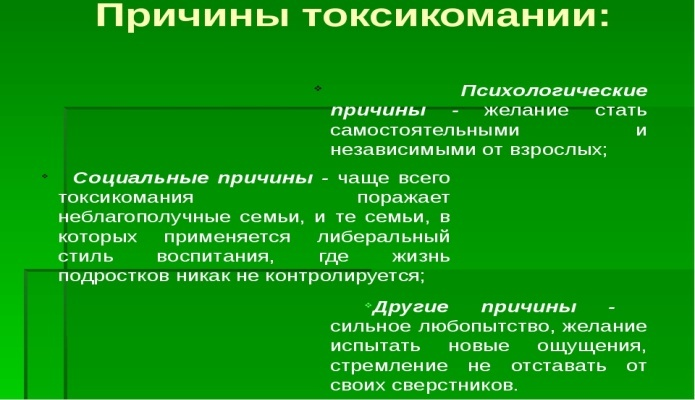 Причины токсикомании:
Психологические
причины - желание стать
самостоятельными и
независимыми от взрослых;
Социальные причины - чаще всего
токсикомания поражает
неблагополучные семьи, и те семьи, в
которых применяется либеральный
стиль воспитания, где жизнь
подростков никак не контролируется;
Другие причины -
сильное любопытство, желание
испытать новые ощущения,
стремление не отставать от
своих сверстников.